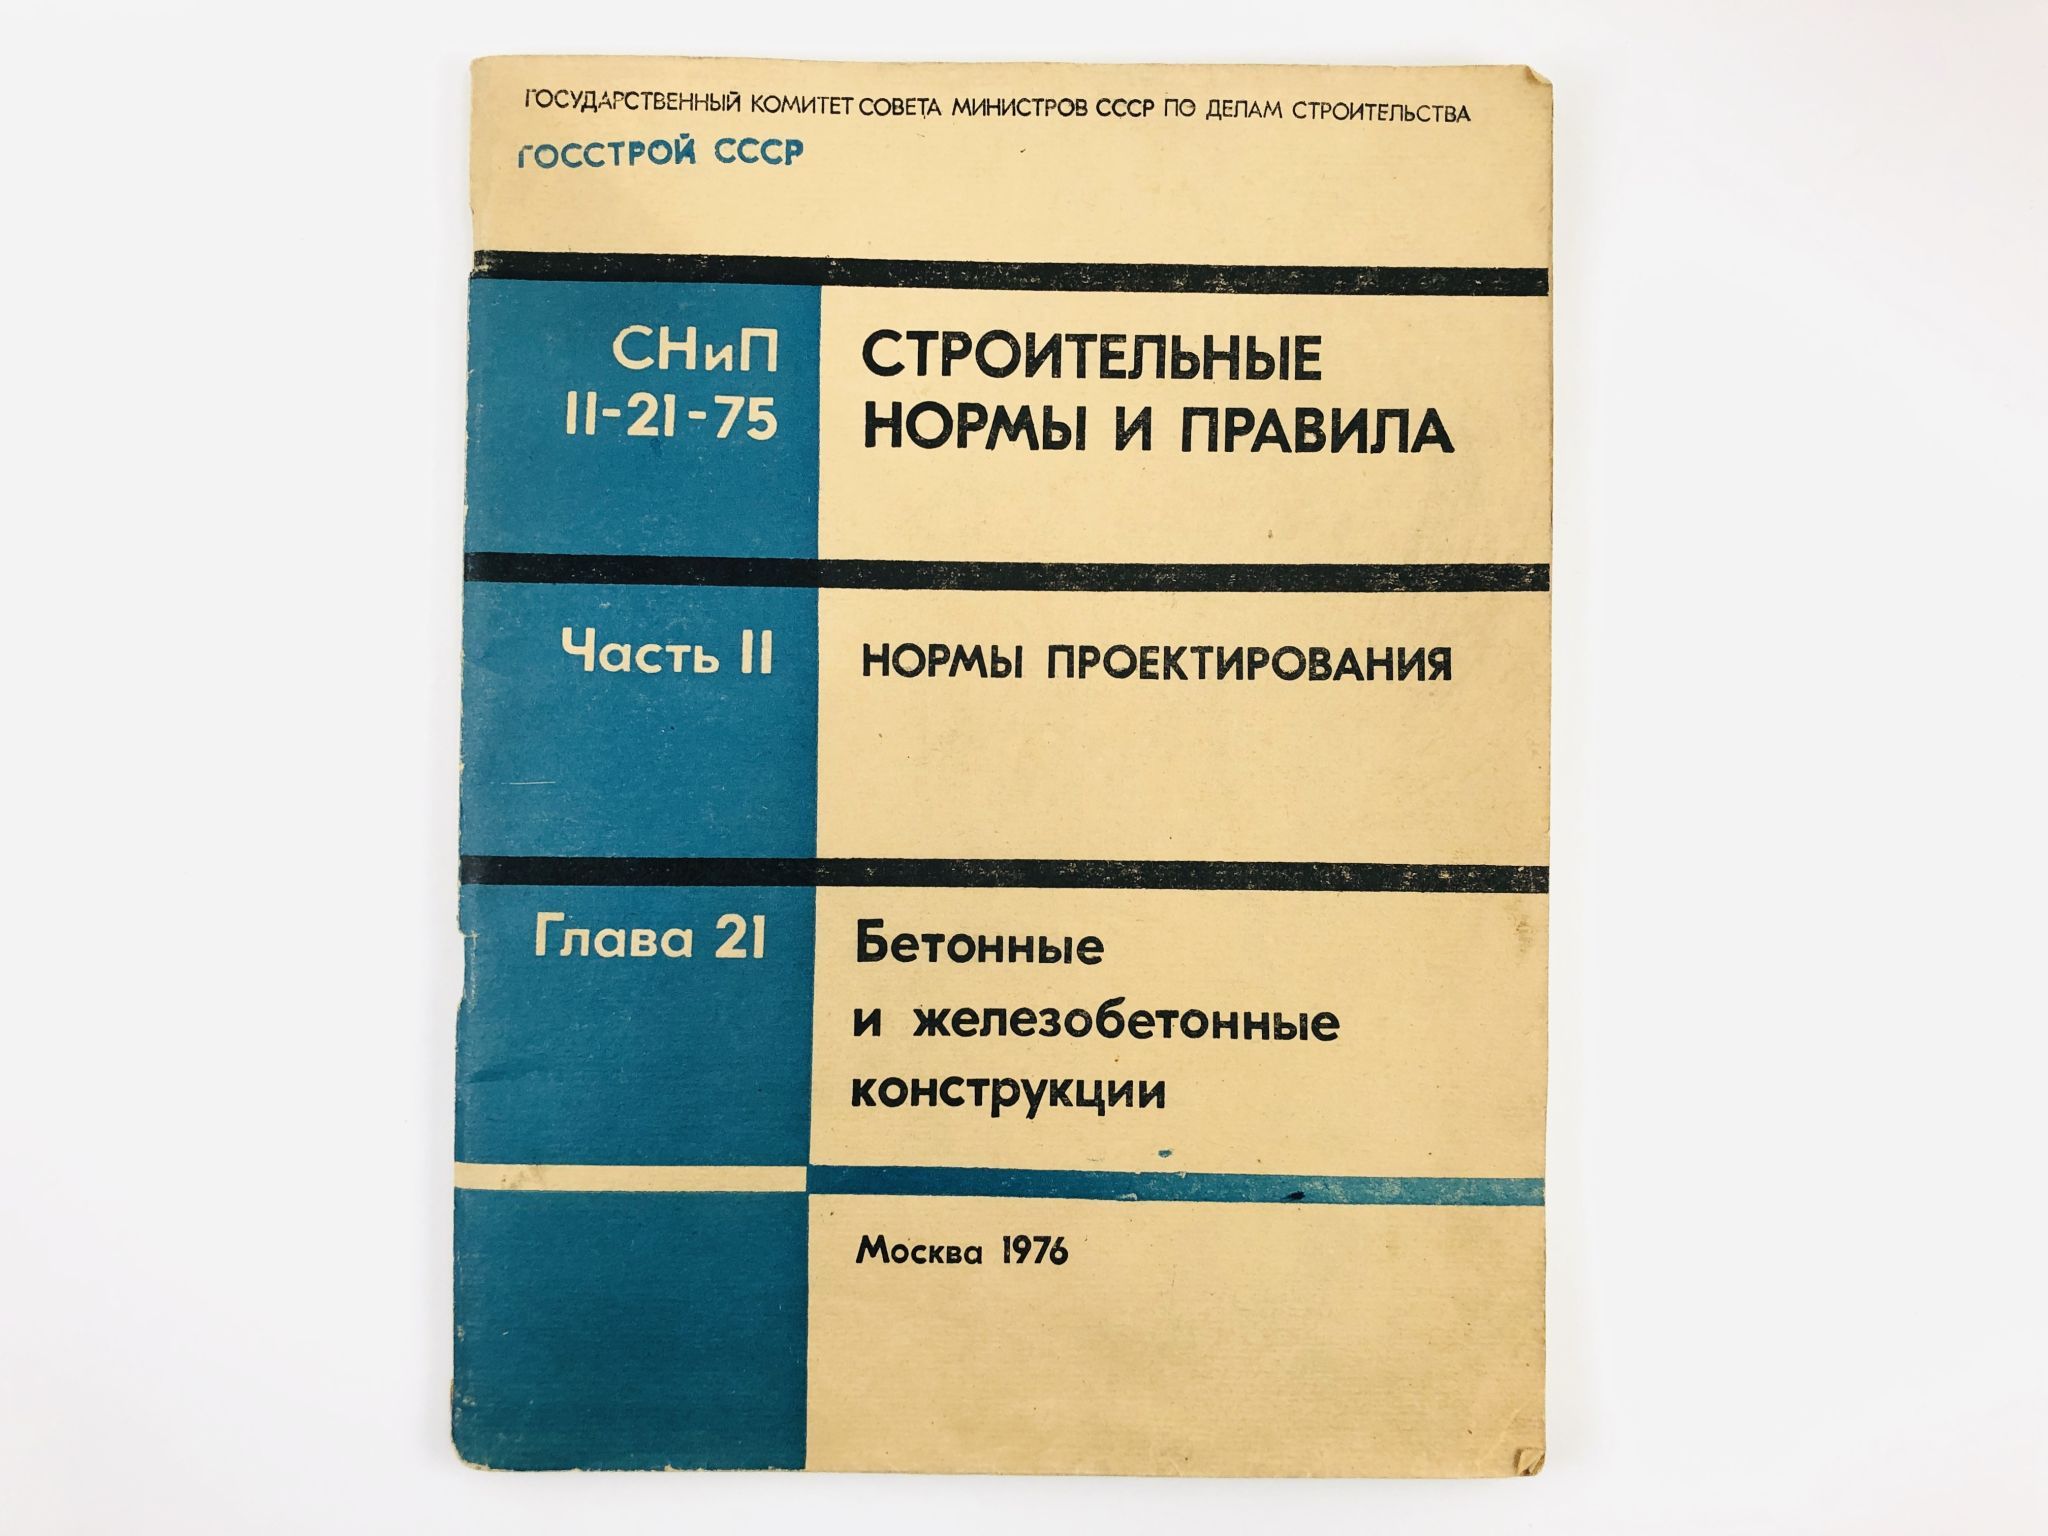 ГОСУДАРСТВЕННЫЙ КОМИТЕТ СОВЕТА МИНИСТРОВ СССР ПО ДЕЛАМ СТРОИТЕЛЬСТВА
ГОССТРОЙ СССР
СНиП
II-21-75
СТРОИТЕЛЬНЫЕ
НОРМЫ И ПРАВИЛА
Часть II
НОРМЫ ПРОЕКТИРОВАНИЯ
Глава 21
Бетонные
и железобетонные
конструкции
Москва 1976